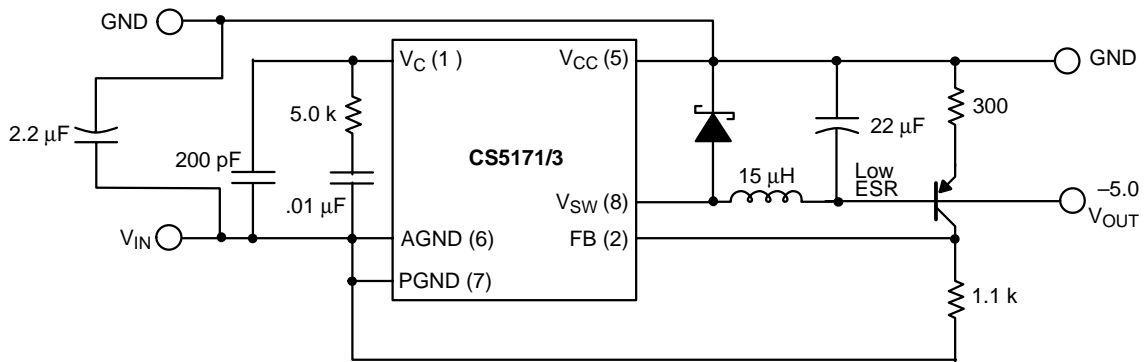 GND
V_C (1 )
V_CC (5)
GND
5.0 k
300
2.2 μF
200 pF
CS5171/3
22 μF
.01 μF
15 μH
Low
ESR
V_SW (8)
–5.0
V_OUT
V_IN
AGND (6)
FB (2)
PGND (7)
1.1 k